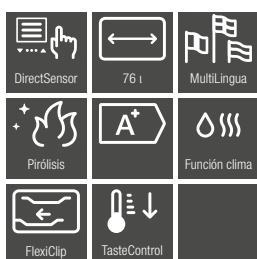 DirectSensor
76 l
MultiLingua
Pirólisis
A+
Función clima
FlexiClip
TasteControl